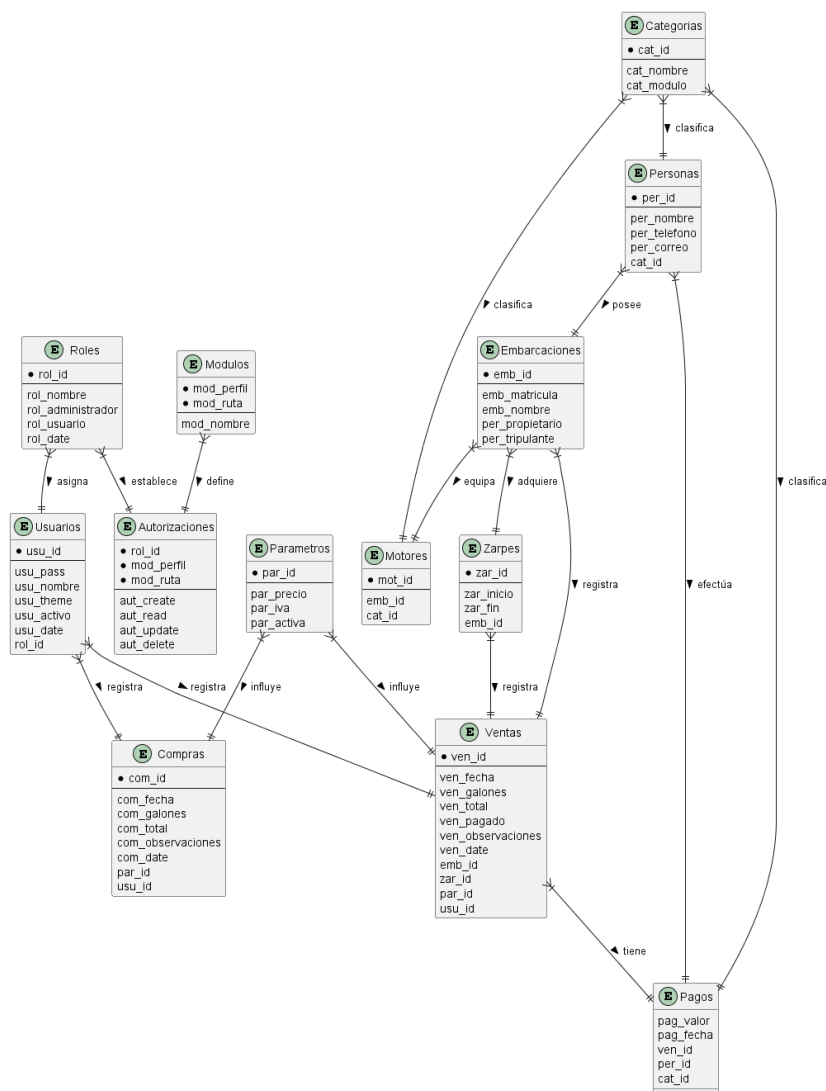 E Categorias
cat_id
cat_nombre
cat_modulo
clasifica
E Personas
per_id
per_nombre
per_telefono
per_correo
cat_id
clasifica
posee
E Roles
rol_id
rol_nombre
rol_administrador
rol_usuario
rol_date
E Modulos
mod_perfil
mod_ruta
mod_nombre
E Embarcaciones
emb_id
emb_matricula
emb_nombre
per_propietario
per_tripulante
asigna
establece
define
equipa
adquiere
clasifica
E Usuarios
usu_id
usu_pass
usu_nombre
usu_theme
usu_activo
usu_date
rol_id
E Autorizaciones
rol_id
mod_perfil
mod_ruta
aut_create
aut_read
aut_update
aut_delete
E Parametros
par_id
par_precio
par_iva
par_activa
E Motores
mot_id
emb_id
cat_id
E Zarpes
zar_id
zar_inicio
zar_fin
emb_id
registra
efectúa
registra
registra
influye
influye
registra
E Compras
com_id
com_fecha
com_galones
com_total
com_observaciones
com_date
par_id
usu_id
E Ventas
ven_id
ven_fecha
ven_galones
ven_total
ven_pagado
ven_observaciones
ven_date
emb_id
zar_id
par_id
usu_id
tiene
E Pagos
pag_valor
pag_fecha
ven_id
per_id
cat_id